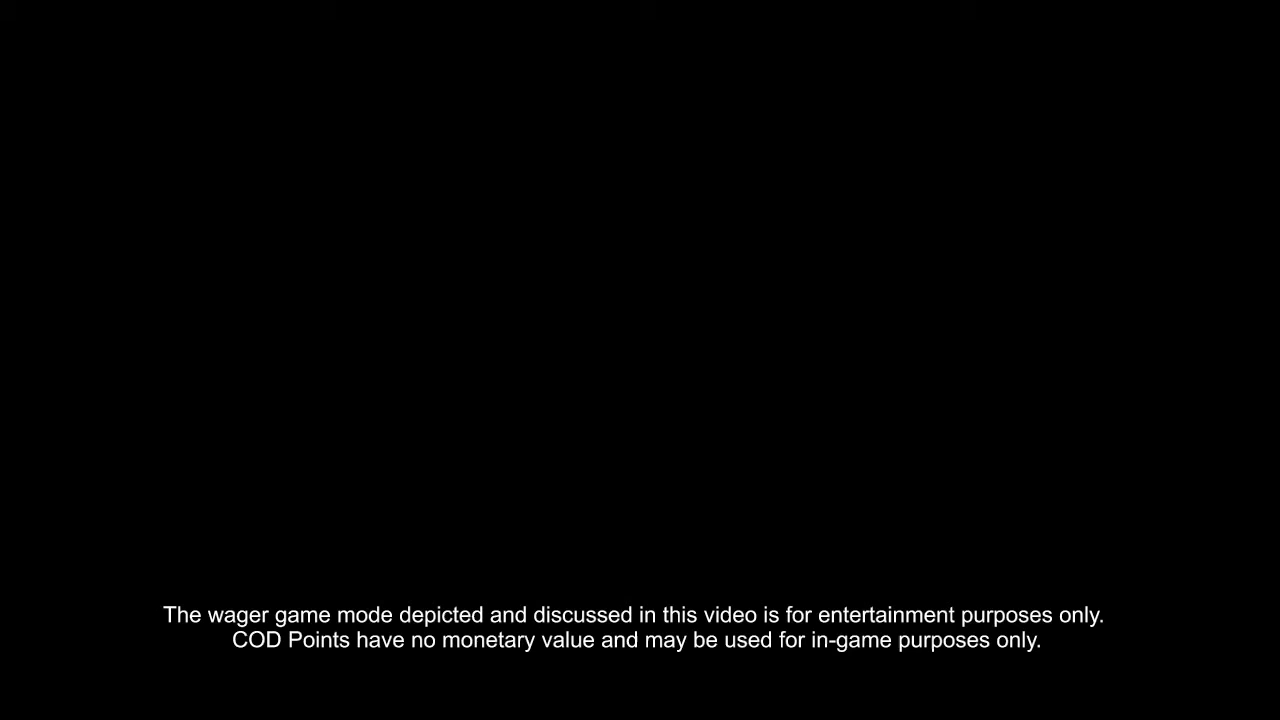 The wager game mode depicted and discussed in this video is for entertainment purposes only.
COD Points have no monetary value and may be used for in-game purposes only.